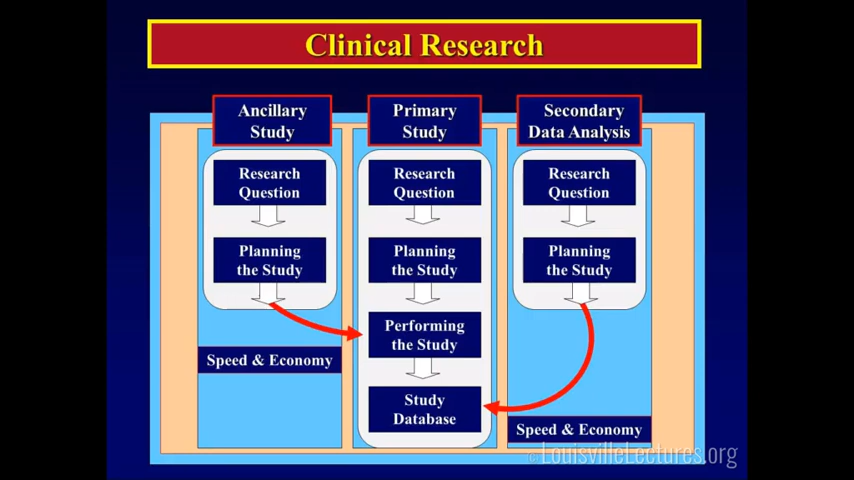 Clinical Research
Ancillary
Study
Research
Question
Planning
the Study
Speed & Economy
Primary
Study
Research
Question
Planning
the Study
Performing
the Study
Study
Database
Secondary
Data Analysis
Research
Question
Planning
the Study
Speed & Economy
© LouisvilleLectures.org